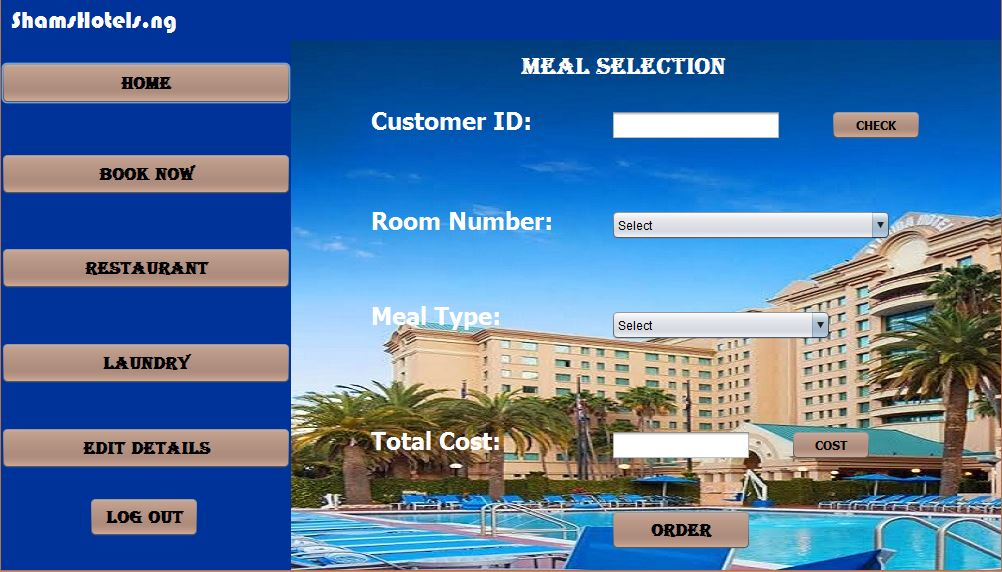 ShamsHotels.ng
HOME
BOOK NOW
RESTAURANT
LAUNDRY
EDIT DETAILS
LOG OUT
MEAL SELECTION
Customer ID:
CHECK
Room Number:
Select
Meal Type:
Select
Total Cost:
COST
ORDER